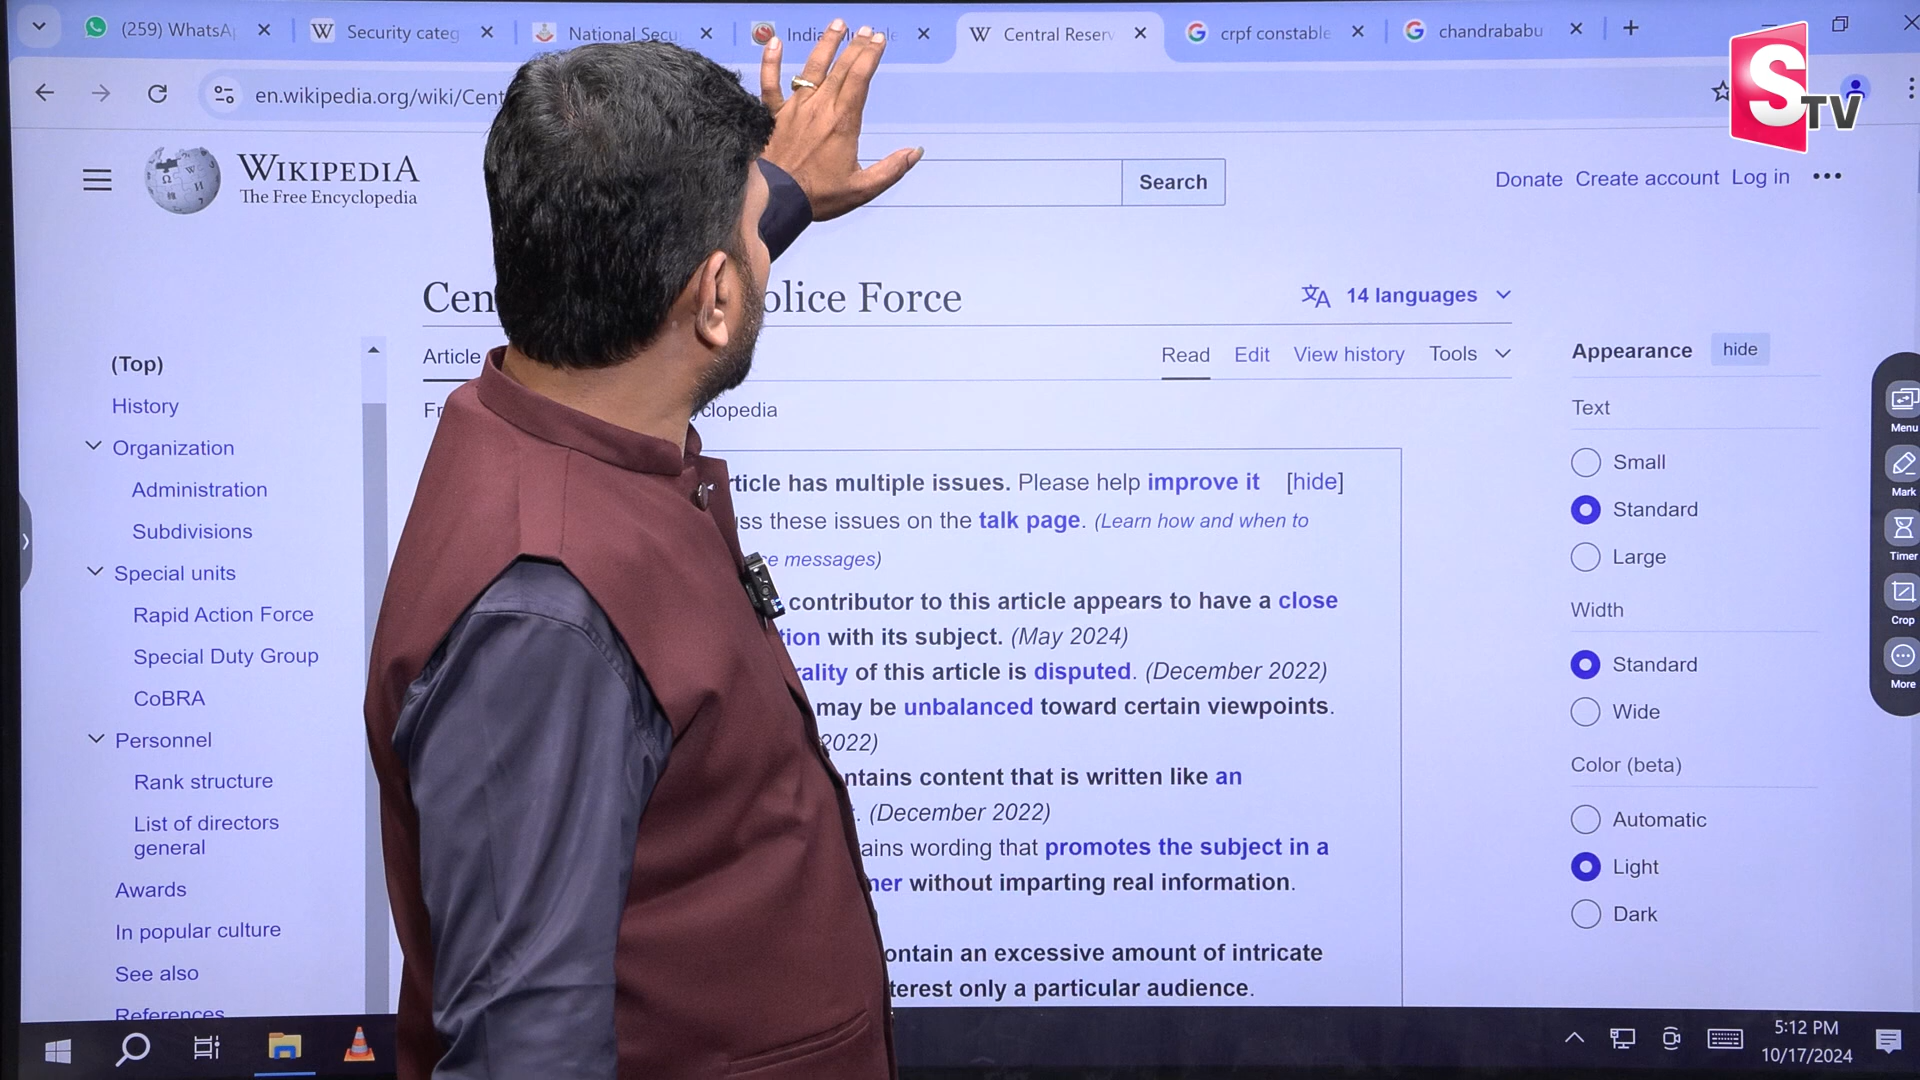 (259) WhatsA
Security categ
National Secu
India
Central Reserv
crpf constable
chandrababu
en.wikipedia.org/wiki/Cent
S TV
WIKIPEDIA
The Free Encyclopedia
Search
Donate Create account Log in
Cen olice Force
14 languages
Article
Read Edit View history Tools
Fr yclopedia
Appearance hide
Text
Small
Standard
Large
Width
Standard
Wide
Color (beta)
Automatic
Light
Dark
(Top)
History
Organization
Administration
Subdivisions
Special units
Rapid Action Force
Special Duty Group
CoBRA
Personnel
Rank structure
List of directors
general
Awards
In popular culture
See also
References
rticle has multiple issues. Please help improve it [hide]
uss these issues on the talk page. (Learn how and when to
e messages)
contributor to this article appears to have a close
tion with its subject. (May 2024)
rality of this article is disputed. (December 2022)
may be unbalanced toward certain viewpoints.
2022)
ntains content that is written like an
. (December 2022)
ains wording that promotes the subject in a
ner without imparting real information.
ontain an excessive amount of intricate
terest only a particular audience.
Menu
Mark
Timer
Crop
More
5:12 PM
10/17/2024